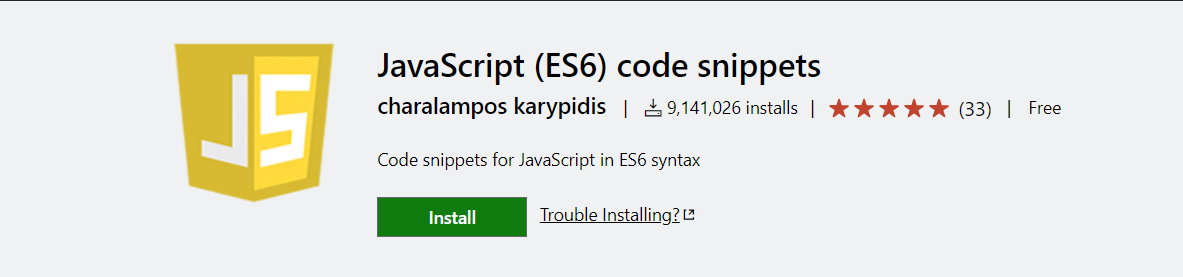 JS
JavaScript (ES6) code snippets
charalampos karypidis | 9,141,026 installs | (33) | Free
Code snippets for JavaScript in ES6 syntax
Install Trouble Installing?